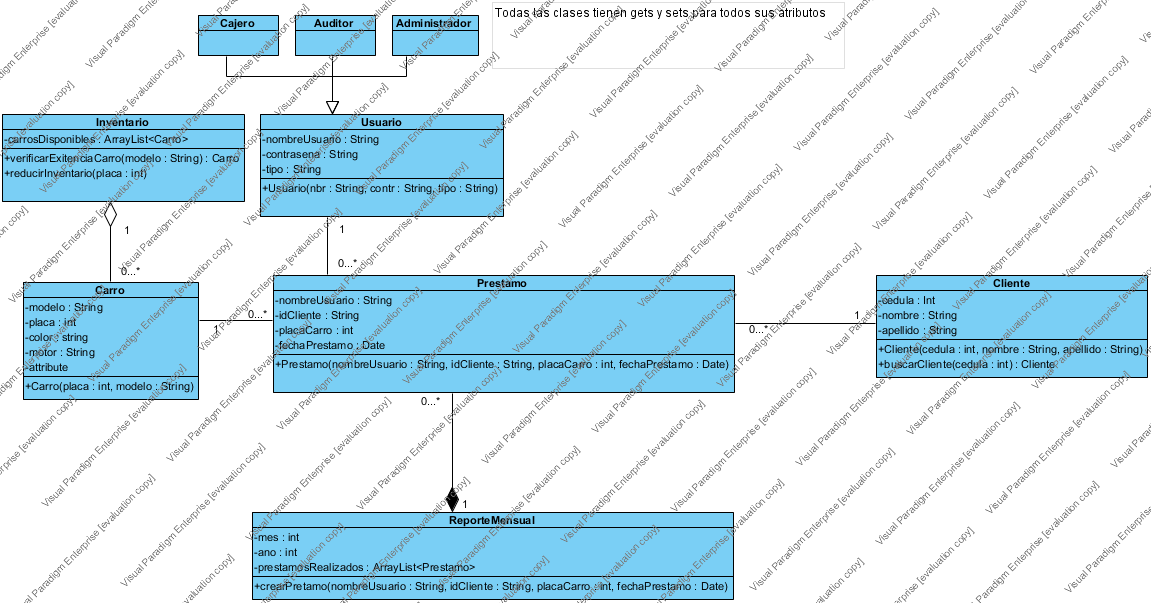 Cajero
Auditor
Administrador
Todas las clases tienen gets y sets para todos sus atributos
Inventario
-carrosDisponibles : ArrayList<Carro>
+verificarExitenciaCarro(modelo : String) : Carro
+reducirInventario(placa : int)
Usuario
-nombreUsuario : String
-contrasena : String
-tipo : String
+Usuario(nbr : String, contr : String, tipo : String)
1
0...*
1
0...*
Carro
-modelo : String
-placa : int
-color : string
-motor : String
-attribute
+Carro(placa : int, modelo : String)
1
0...*
Prestamo
-nombreUsuario : String
-idCliente : String
-placaCarro : int
-fechaPrestamo : Date
+Prestamo(nombreUsuario : String, idCliente : String, placaCarro : int, fechaPrestamo : Date)
0...*
1
Cliente
-cedula : Int
-nombre : String
-apellido : String
+Cliente(cedula : int, nombre : String, apellido : String)
+buscarCliente(cedula : int) : Cliente
0...*
1
ReporteMensual
-mes : int
-ano : int
-prestamosRealizados : ArrayList<Prestamo>
+crearPretamo(nombreUsuario : String, idCliente : String, placaCarro : int, fechaPrestamo : Date)
Visual Paradigm Enterprise [evaluation copy]